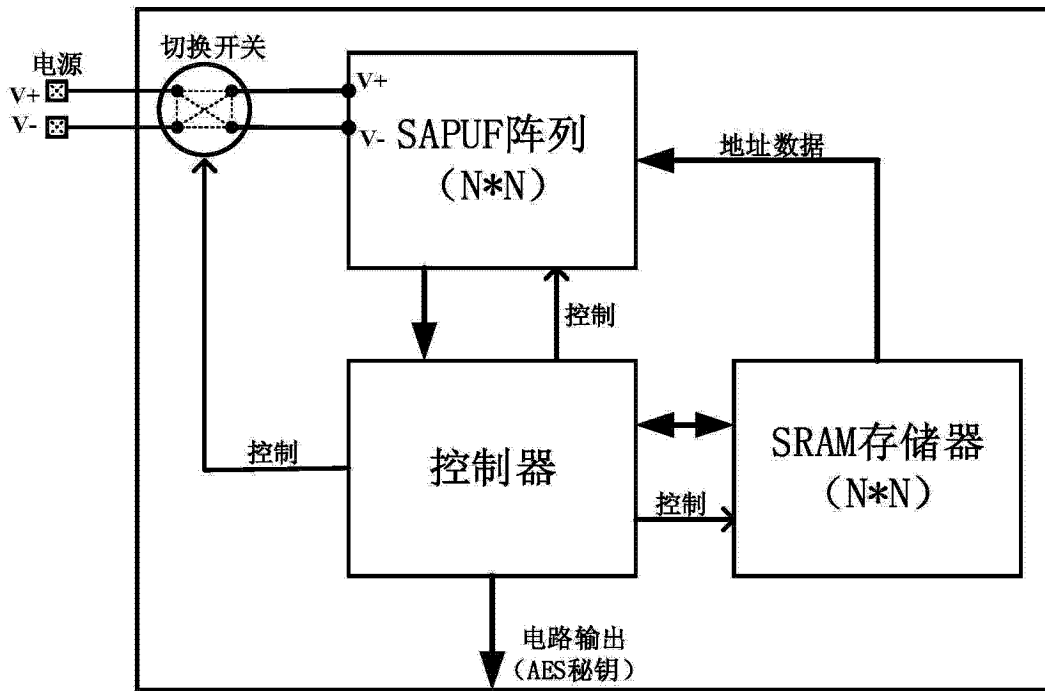 切换开关
电源
V+
V-
V+
V-
SAPUF阵列
（N*N）
地址数据
控制
控制
控制器
SRAM存储器
（N*N）
控制
电路输出
（AES秘钥）